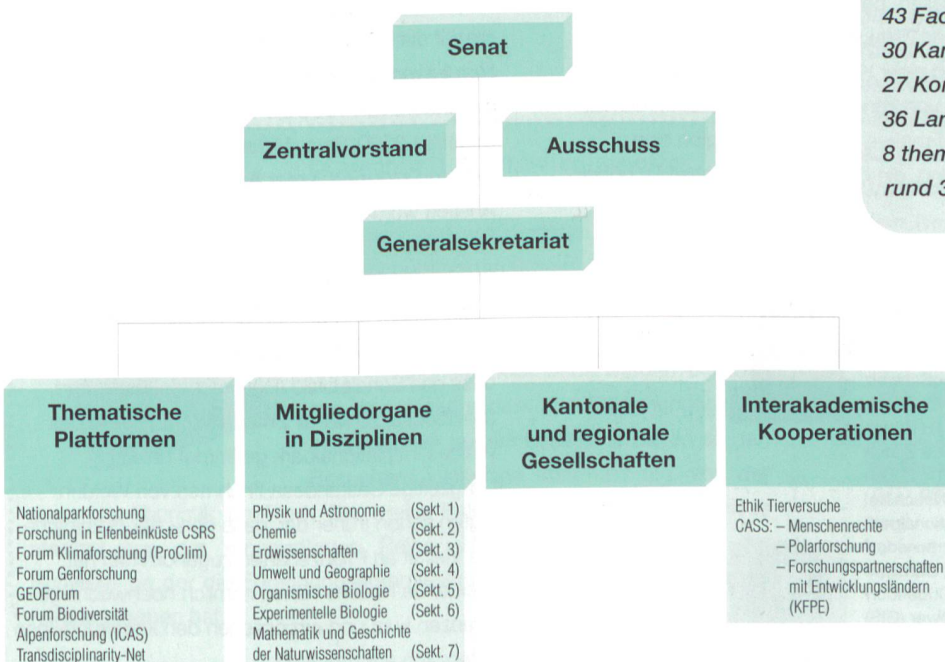 43
30
27
36
8
rund
Senat
Zentralvorstand
Ausschuss
Generalsekretariat
Thematische
Plattformen
Nationalparkforschung
Forschung in Elfenbeinküste CSRS
Forum Klimaforschung (ProClim)
Forum Genforschung
GEOForum
Forum Biodiversität
Alpenforschung (ICAS)
Transdisciplinarity-Net
Mitgliedorgane
in Disziplinen
Physik und Astronomie (Sekt. 1)
Chemie (Sekt. 2)
Erdwissenschaften (Sekt. 3)
Umwelt und Geographie (Sekt. 4)
Organismische Biologie (Sekt. 5)
Experimentelle Biologie (Sekt. 6)
Mathematik und Geschichte
der Naturwissenschaften (Sekt. 7)
Kantonale
und regionale
Gesellschaften
Interakademische
Kooperationen
Ethik Tierversuche
CASS: – Menschenrechte
– Polarforschung
– Forschungspartnerschaften
mit Entwicklungsländern
(KFPE)